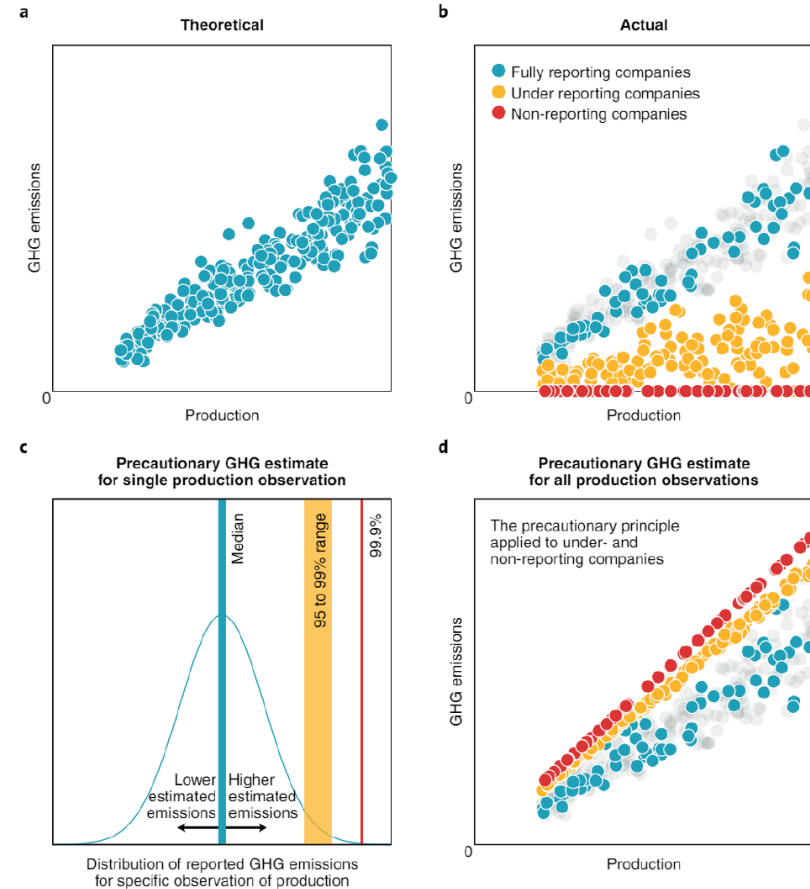 a
Theoretical
GHG emissions
0
Production
b
Actual
Fully reporting companies
Under reporting companies
Non-reporting companies
GHG emissions
0
Production
c
Precautionary GHG estimate
for single production observation
Median
95 to 99% range
99.9%
Lower
estimated
emissions
Higher
estimated
emissions
Distribution of reported GHG emissions
for specific observation of production
d
Precautionary GHG estimate
for all production observations
The precautionary principle
applied to under- and
non-reporting companies
GHG emissions
0
Production